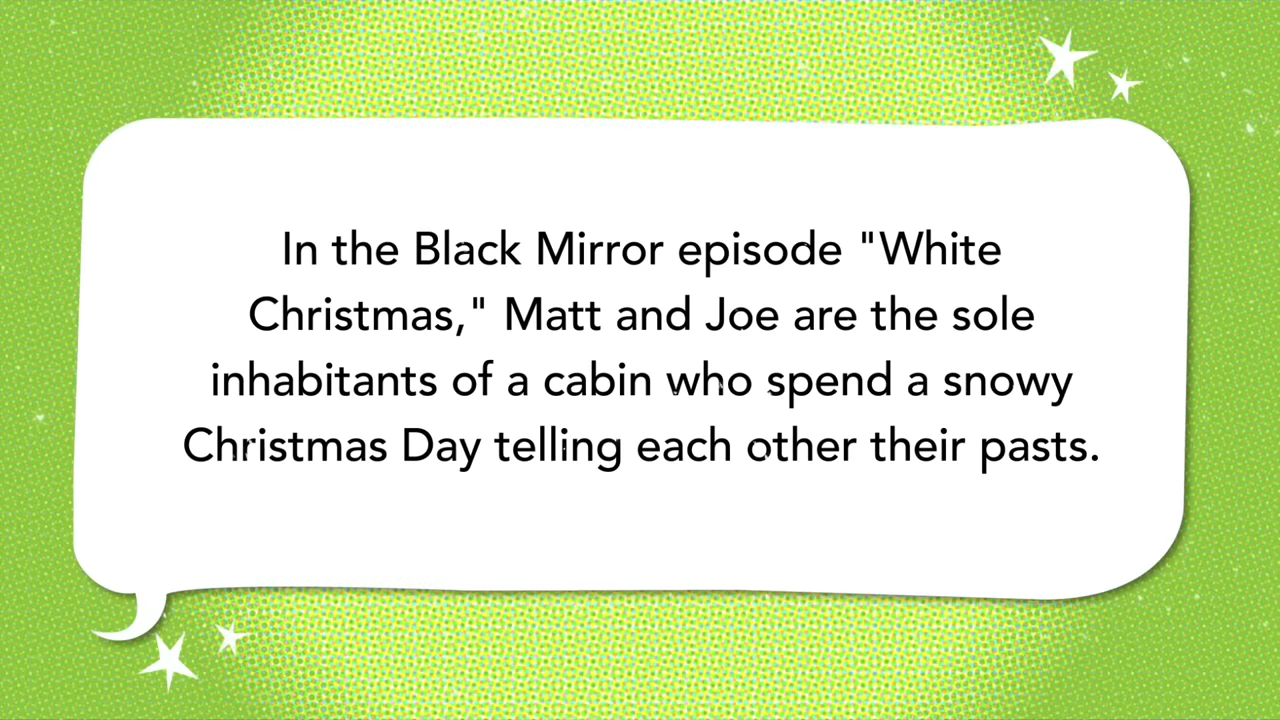 In the Black Mirror episode "White
Christmas," Matt and Joe are the sole
inhabitants of a cabin who spend a snowy
Christmas Day telling each other their pasts.